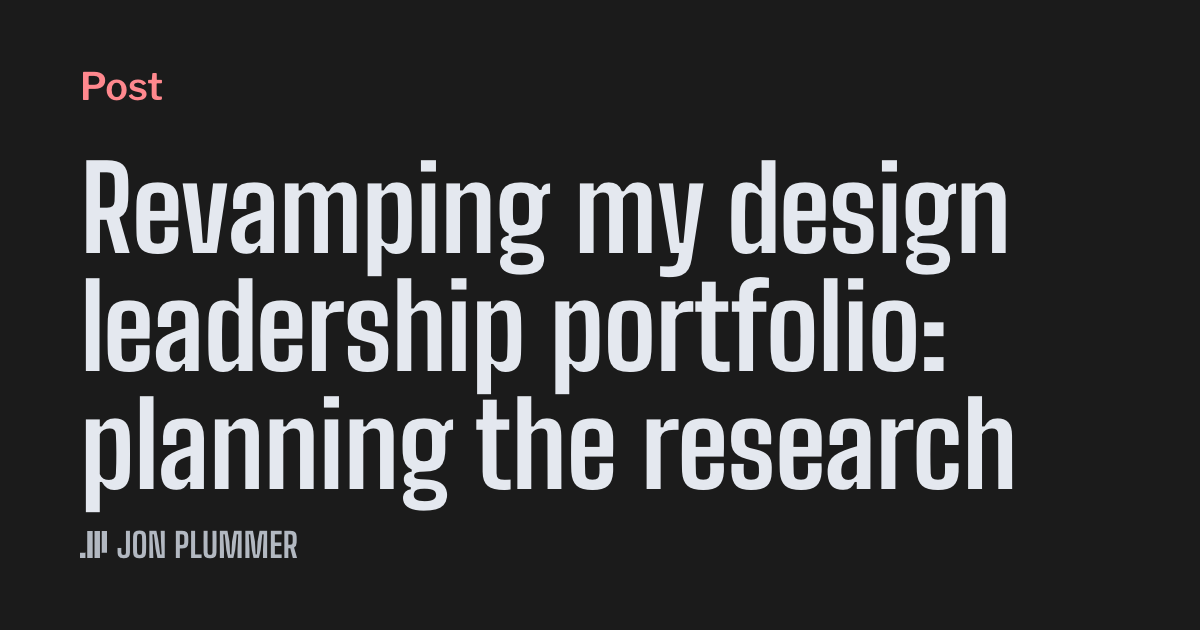 Post
Revamping my design
leadership portfolio:
planning the research
JON PLUMMER